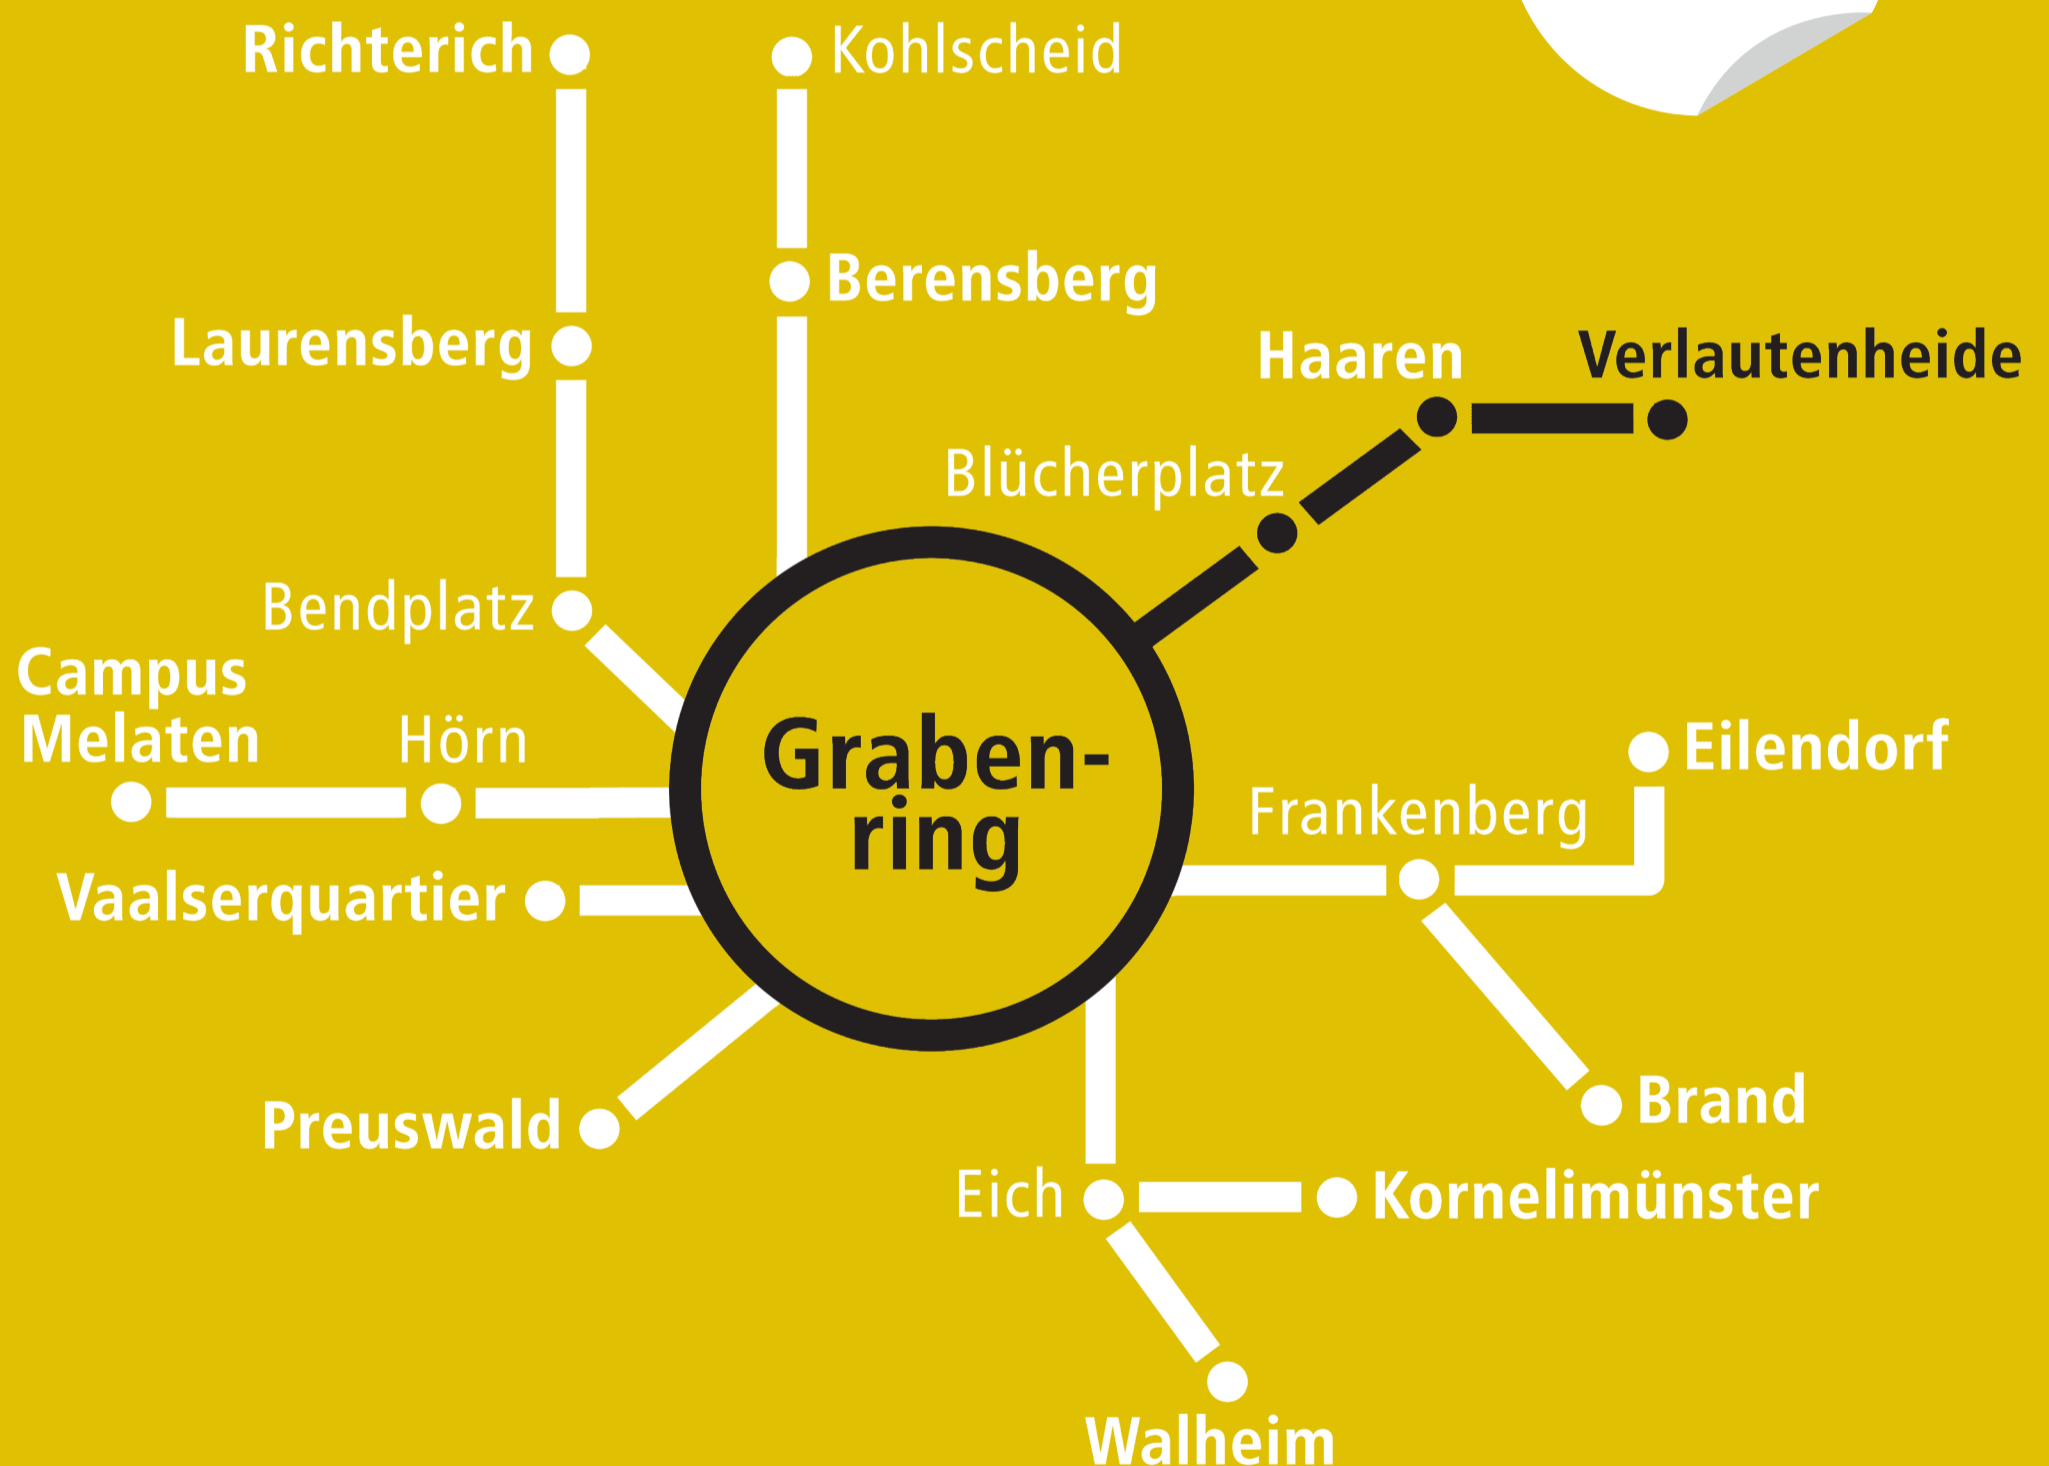 Richterich
Kohlscheid
Berensberg
Laurensberg
Haaren
Verlautenheide
Blücherplatz
Bendplatz
Campus
Melaten
Hörn
Graben-
ring
Eilendorf
Frankenberg
Vaalserquartier
Preuswald
Brand
Eich
Kornelimünster
Walheim